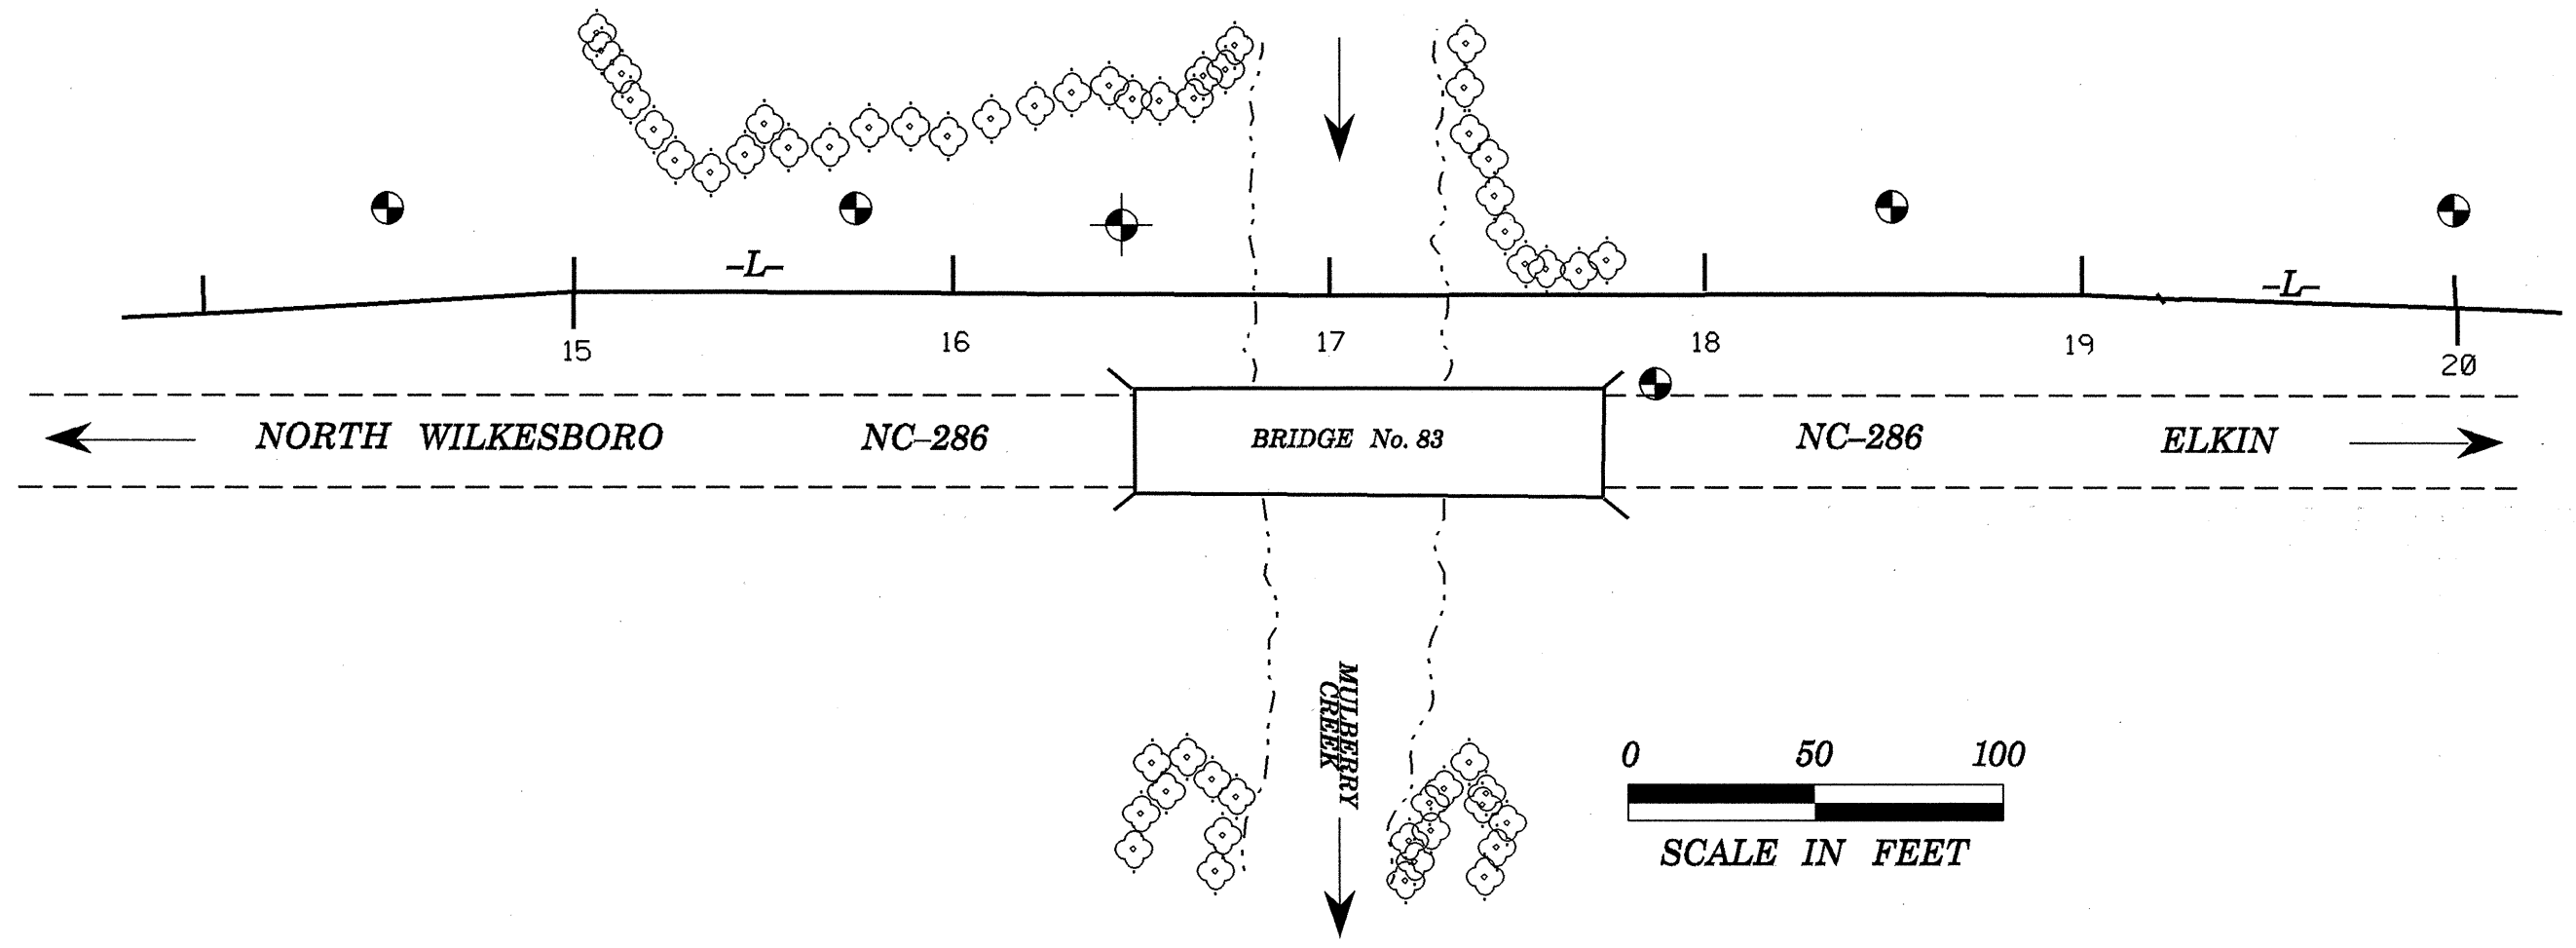 -L-
-L-
15
16
17
18
19
20
NORTH WILKESBORO
NC-286
BRIDGE No. 83
NC-286
ELKIN
MULBERRY
CREEK
0 50 100
SCALE IN FEET